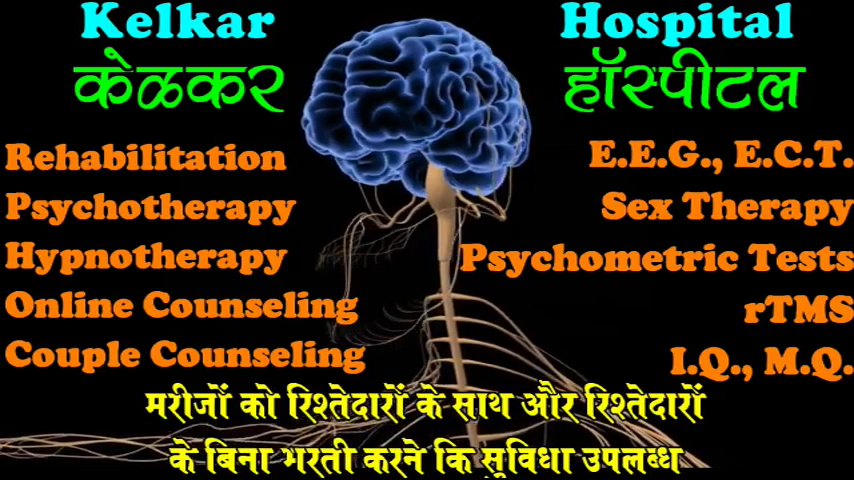 Kelkar Hospital
केळकर हॉस्पीटल
Rehabilitation
Psychotherapy
Hypnotherapy
Online Counseling
Couple Counseling
E.E.G., E.C.T.
Sex Therapy
Psychometric Tests
rTMS
I.Q., M.Q.
मरीजों को रिश्तेदारों के साथ और रिश्तेदारों
के बिना भरती करने कि सुविधा उपलब्ध